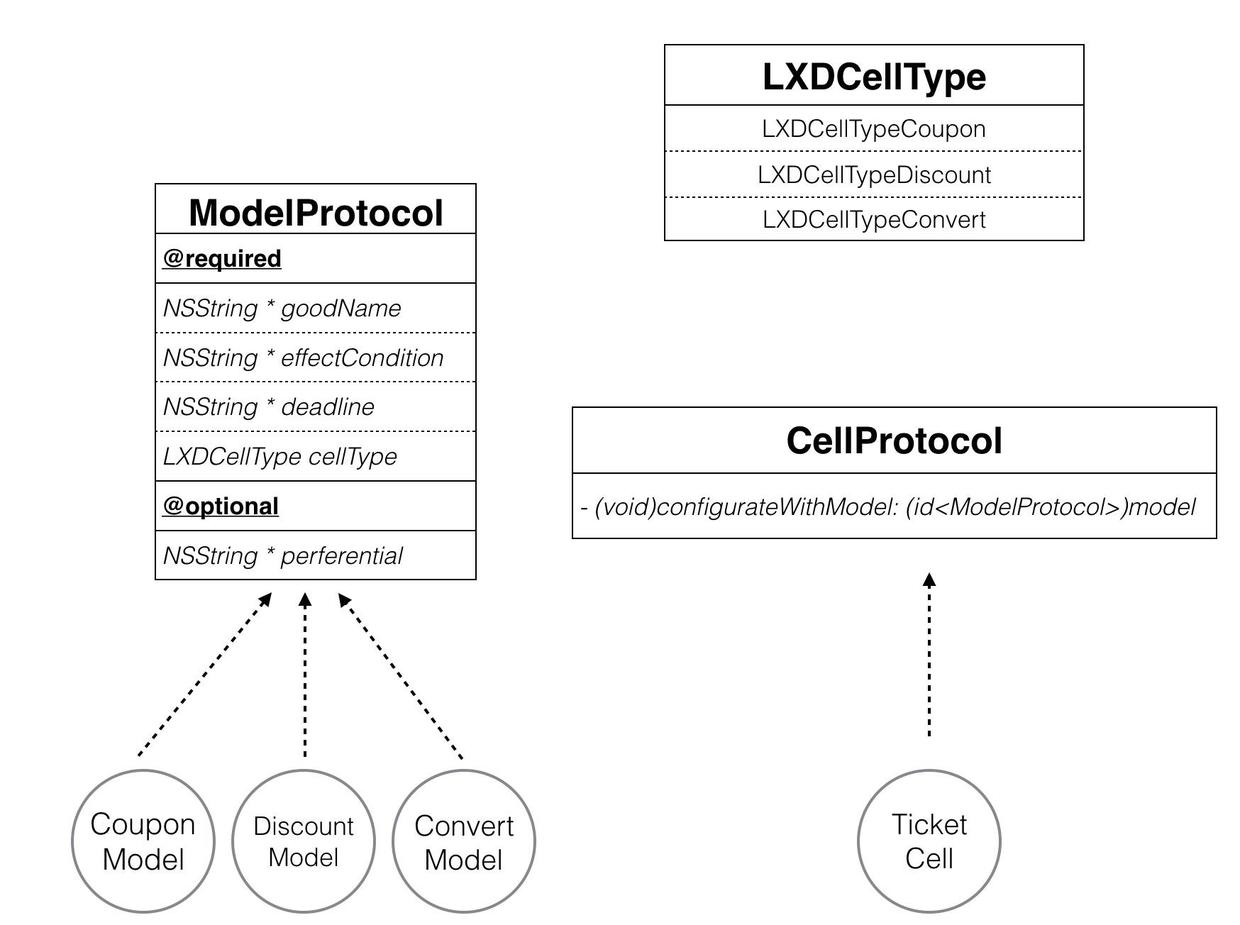 LXDCellType
LXDCellTypeCoupon
LXDCellTypeDiscount
LXDCellTypeConvert
ModelProtocol
@required
NSString * goodName
NSString * effectCondition
NSString * deadline
LXDCellType cellType
@optional
NSString * perferential
CellProtocol
- (void)configurateWithModel: (id<ModelProtocol>)model
Coupon
Model
Discount
Model
Convert
Model
Ticket
Cell